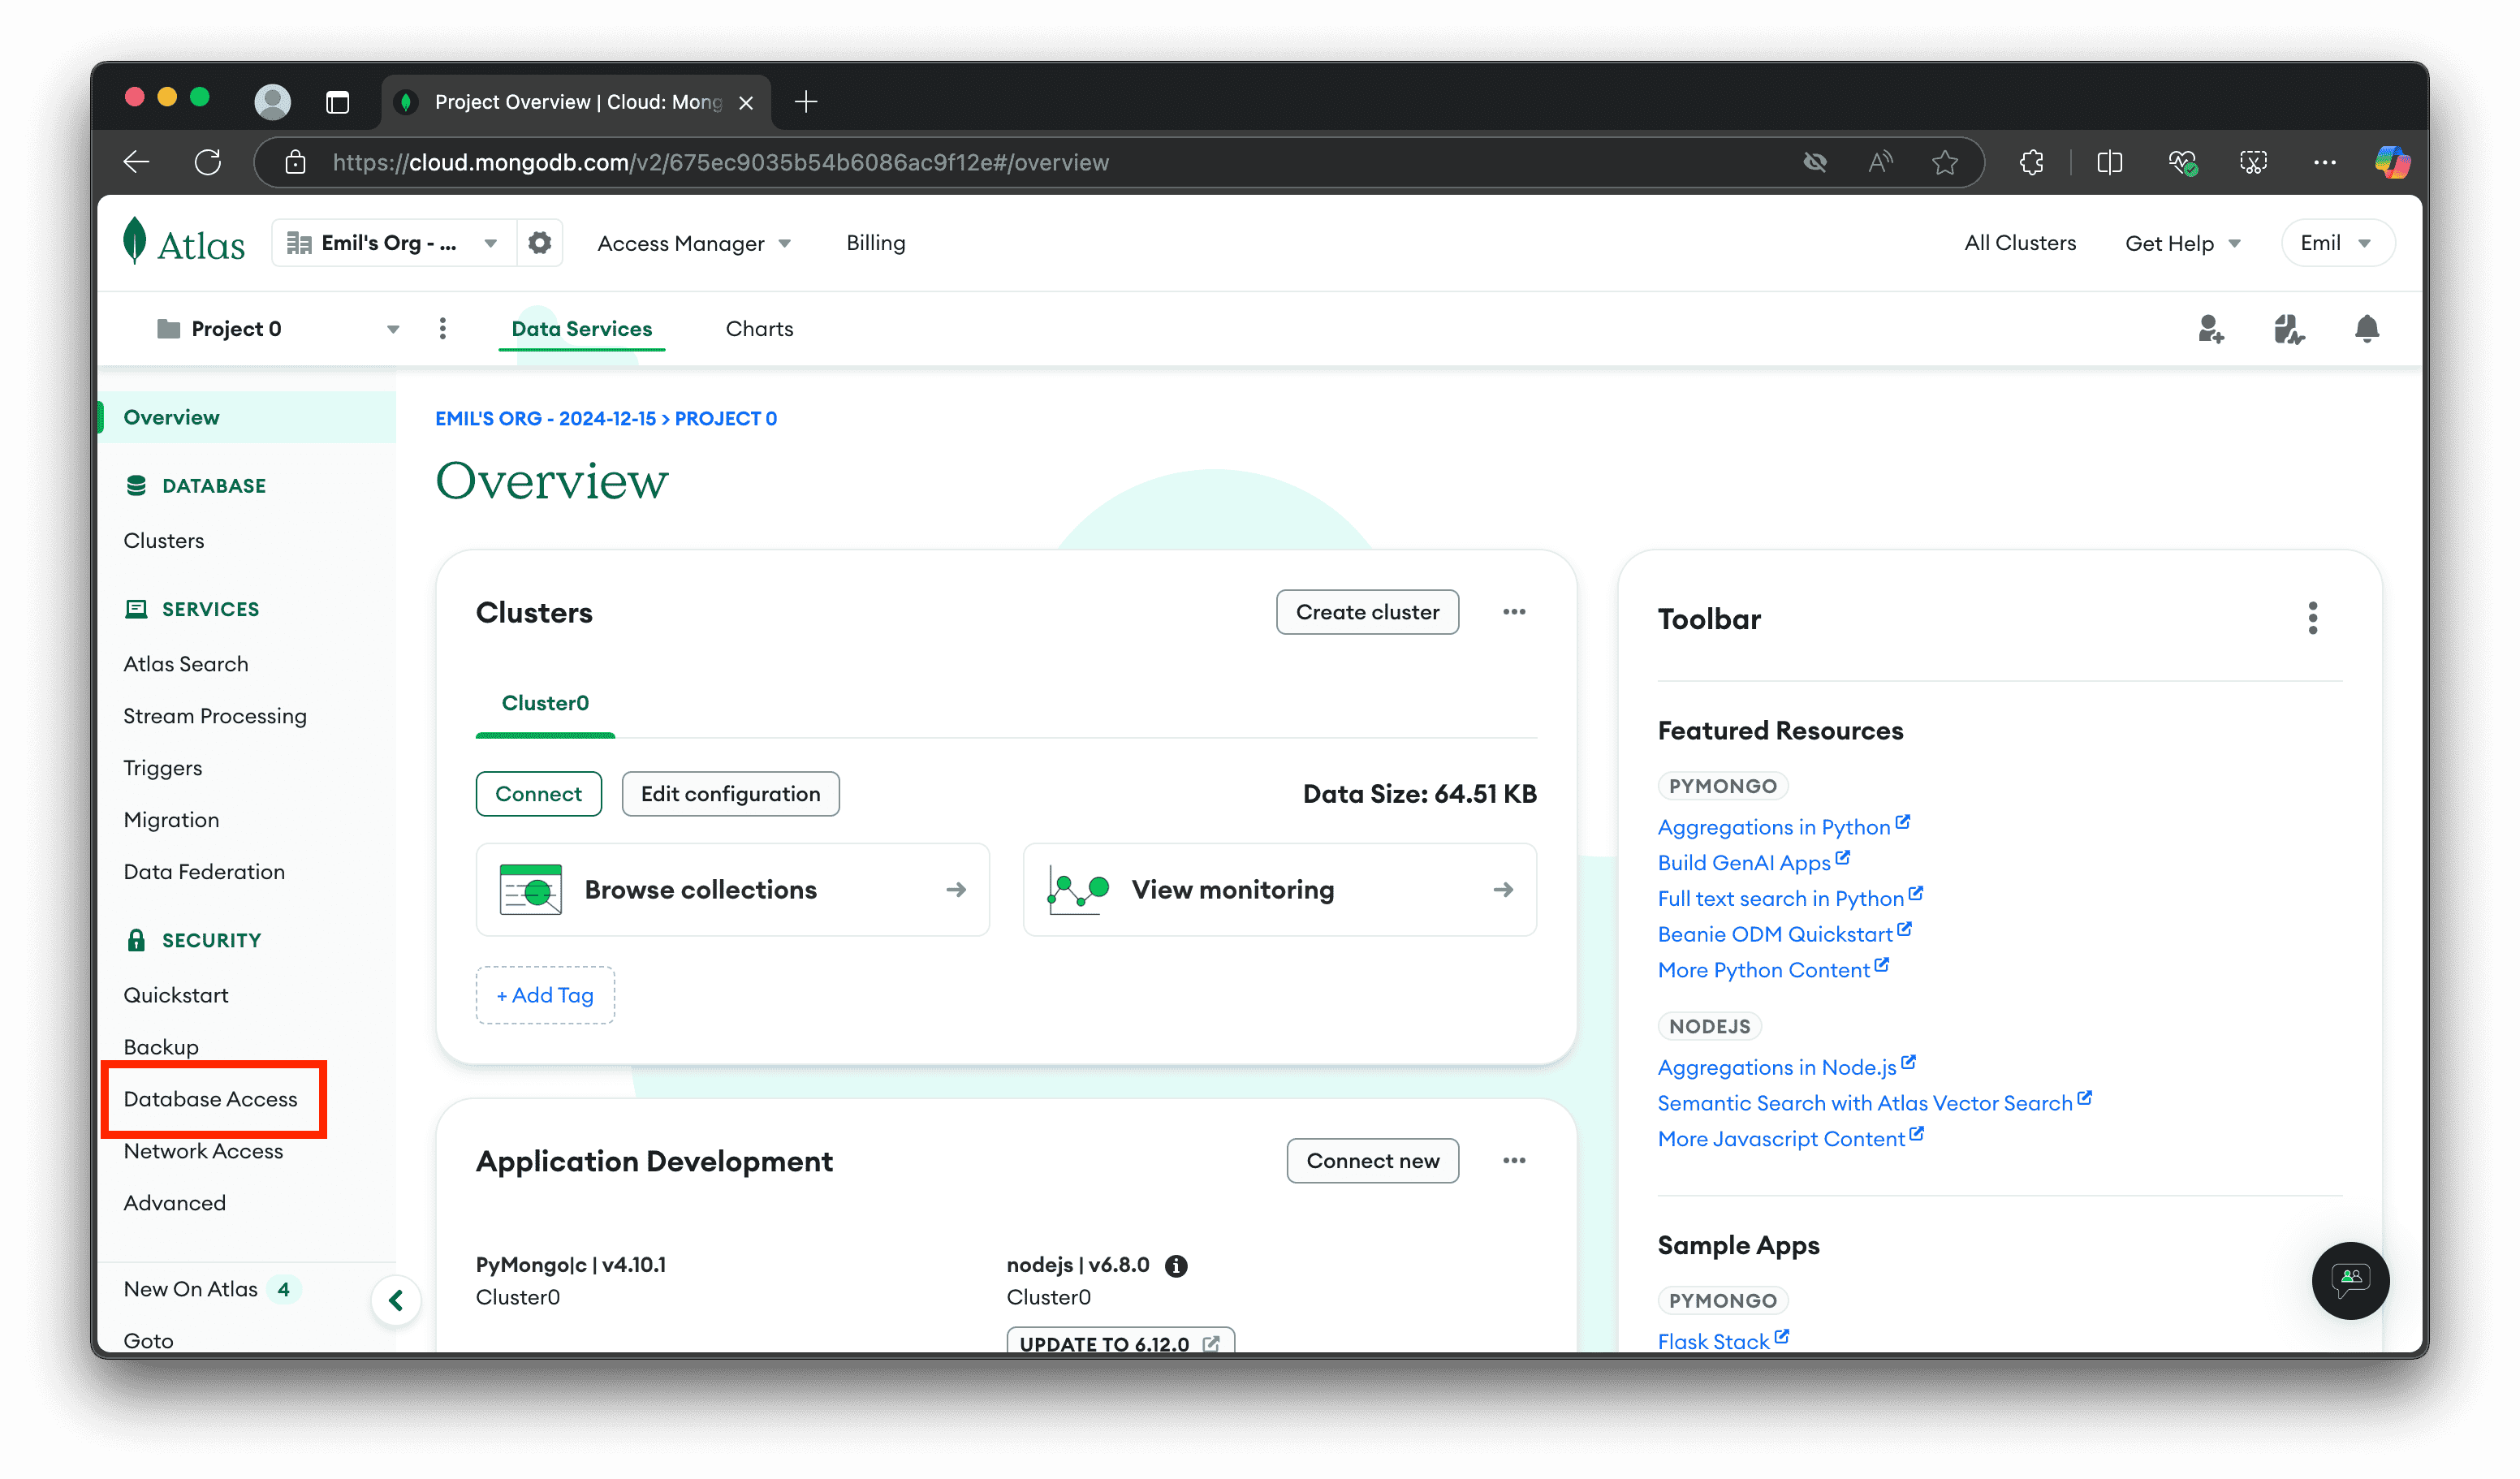 Project Overview | Cloud: Mong
https://cloud.mongodb.com/v2/675ec9035b54b6086ac9f12e#/overview
Atlas
Emil's Org - ...
Access Manager
Billing
All Clusters
Get Help
Emil
Project 0
Data Services
Charts
Overview
DATABASE
Clusters
SERVICES
Atlas Search
Stream Processing
Triggers
Migration
Data Federation
SECURITY
Quickstart
Backup
Database Access
Network Access
Advanced
New On Atlas 4
Goto
EMIL'S ORG - 2024-12-15 > PROJECT 0
Overview
Clusters
Create cluster
Cluster0
Connect
Edit configuration
Data Size: 64.51 KB
Browse collections
View monitoring
+ Add Tag
Application Development
Connect new
PyMongo|c | v4.10.1
Cluster0
nodejs | v6.8.0
Cluster0
UPDATE TO 6.12.0
Toolbar
Featured Resources
PYMONGO
Aggregations in Python
Build GenAI Apps
Full text search in Python
Beanie ODM Quickstart
More Python Content
NODEJS
Aggregations in Node.js
Semantic Search with Atlas Vector Search
More Javascript Content
Sample Apps
PYMONGO
Flask Stack